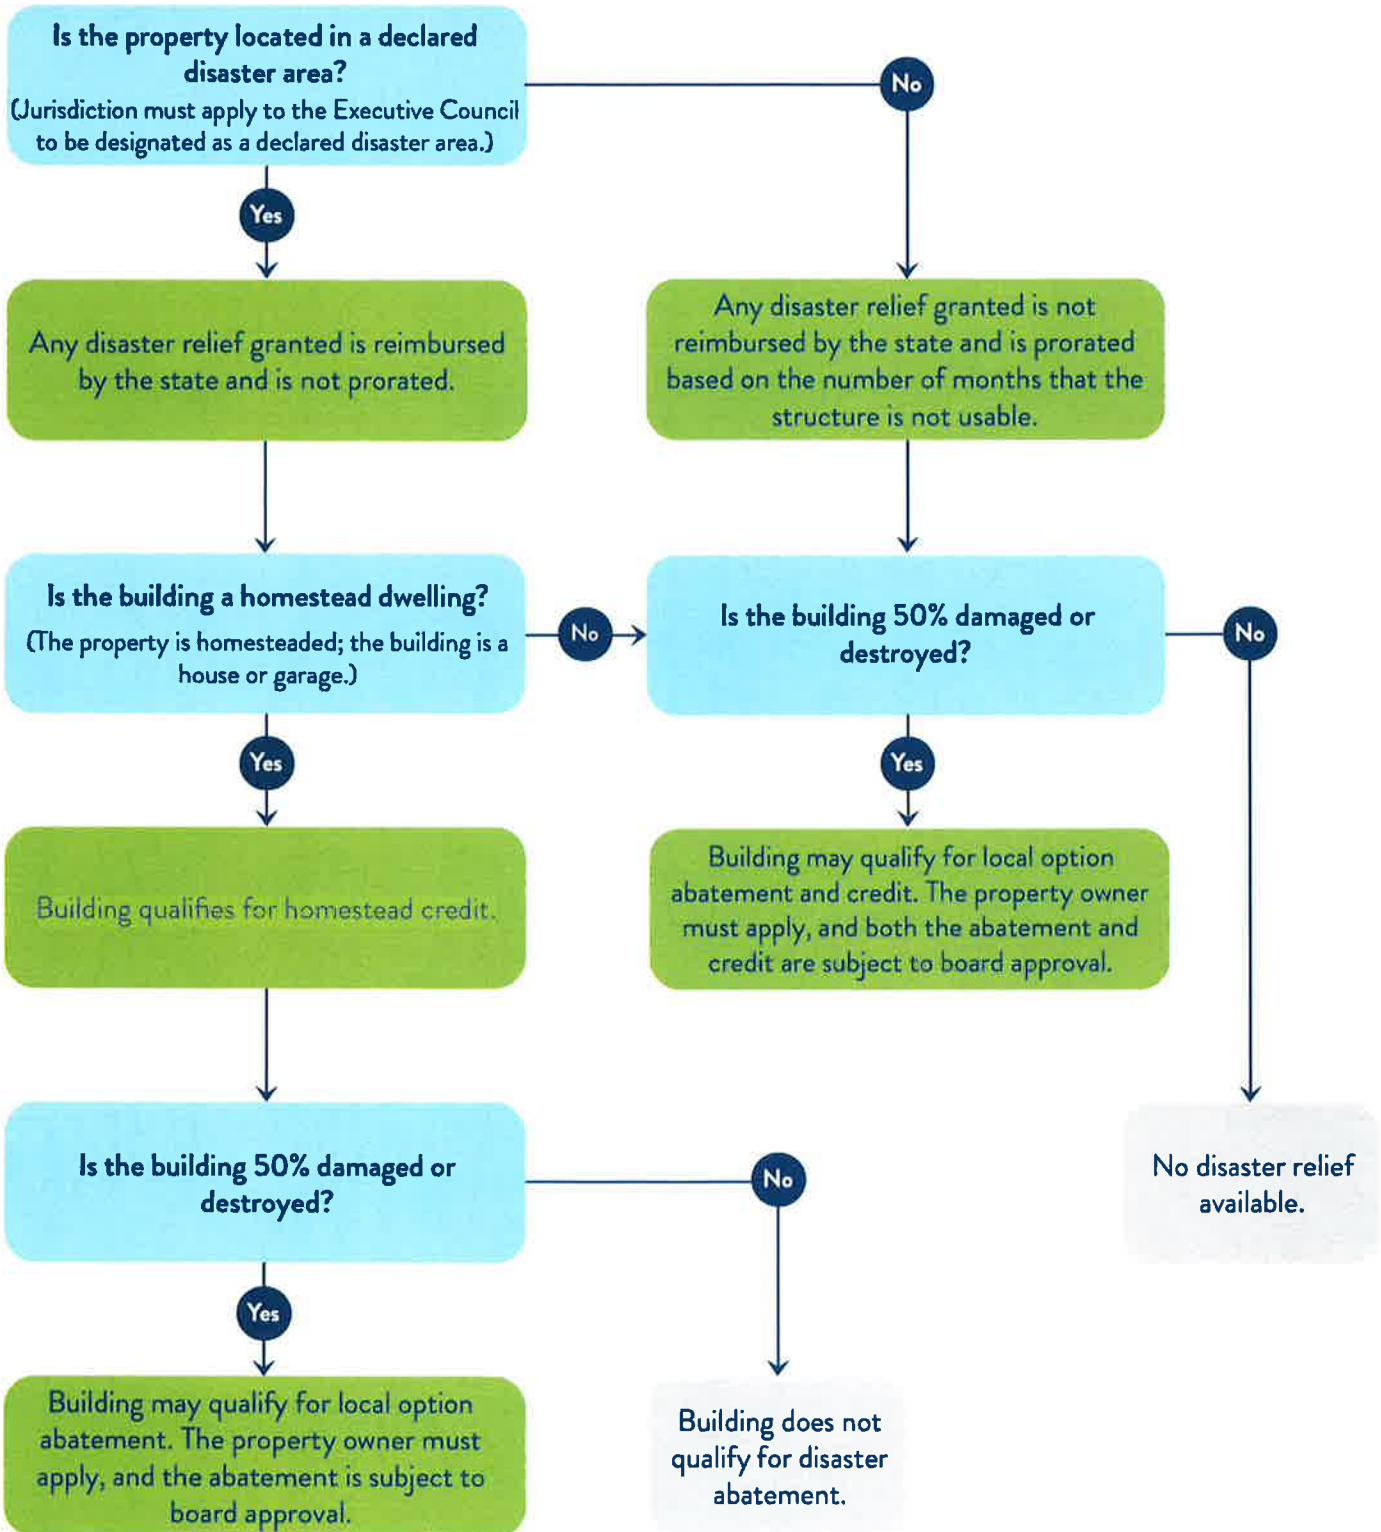 Is the property located in a declared
disaster area?
(Jurisdiction must apply to the Executive Council
to be designated as a declared disaster area.)
No
Yes
Any disaster relief granted is reimbursed
by the state and is not prorated.
Any disaster relief granted is not
reimbursed by the state and is prorated
based on the number of months that the
structure is not usable.
Is the building a homestead dwelling?
(The property is homesteaded; the building is a
house or garage.)
No
Is the building 50% damaged or
destroyed?
No
Yes
Yes
Building qualifies for homestead credit.
Building may qualify for local option
abatement and credit. The property owner
must apply, and both the abatement and
credit are subject to board approval.
Is the building 50% damaged or
destroyed?
No
No disaster relief
available.
Yes
Building may qualify for local option
abatement. The property owner must
apply, and the abatement is subject to
board approval.
Building does not
qualify for disaster
abatement.